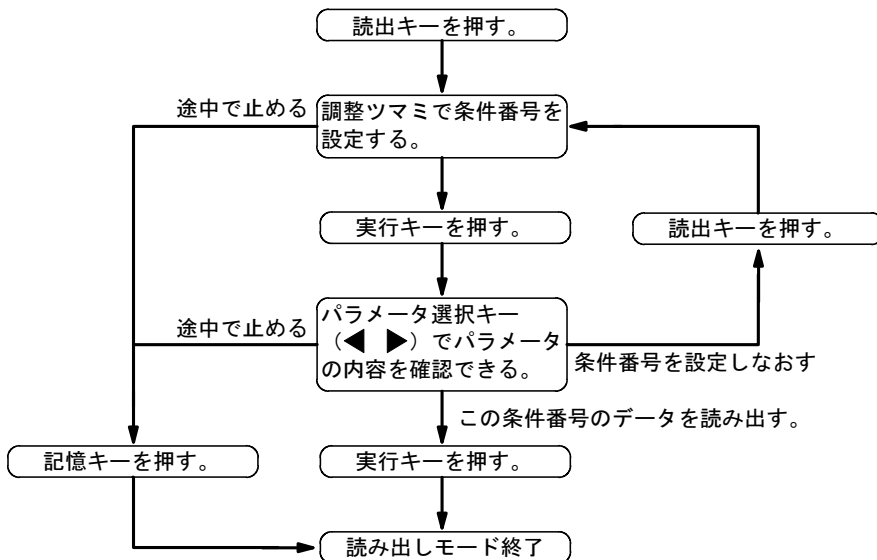 読出キーを押す。
途中で止める
調整ツマミで条件番号を
設定する。
実行キーを押す。
読出キーを押す。
途中で止める
パラメータ選択キー
（◀ ▶）でパラメータ
の内容を確認できる。
条件番号を設定しなおす
この条件番号のデータを読み出す。
記憶キーを押す。
実行キーを押す。
読み出しモード終了